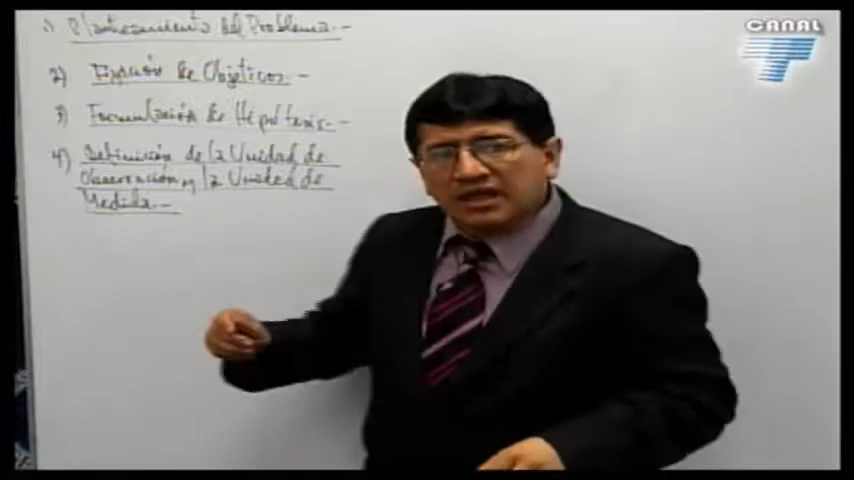 1) Planteamiento del Problema.-
2) Fijación de Objetivos.-
3) Formulación de Hipótesis.-
4) Definición de la Unidad de
Observación y la Unidad de
Medida.-
CANAL
T